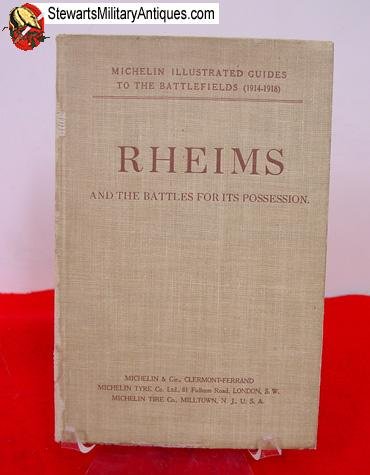 StewartsMilitaryAntiques.com
MICHELIN ILLUSTRATED GUIDES
TO THE BATTLEFIELDS (1914-1918)
RHEIMS
AND THE BATTLES FOR ITS POSSESSION.
MICHELIN & Cie., CLERMONT-FERRAND
MICHELIN TYRE Co. Ltd., 81 Fulham Road, LONDON, S. W.
MICHELIN TIRE Co., MILLTOWN, N. J., U. S. A.